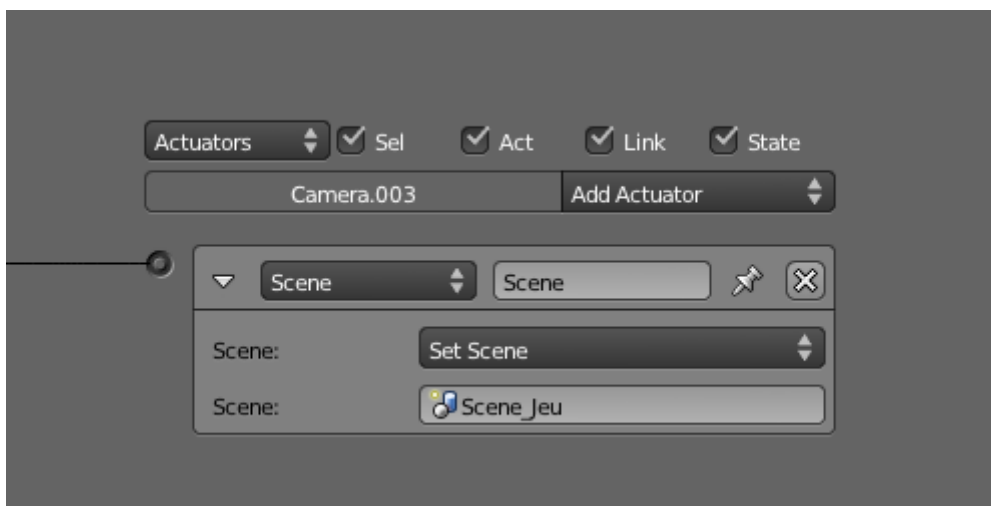 Actuators Sel Act Link State
Camera.003 Add Actuator
Scene Scene
Scene: Set Scene
Scene: Scene_Jeu